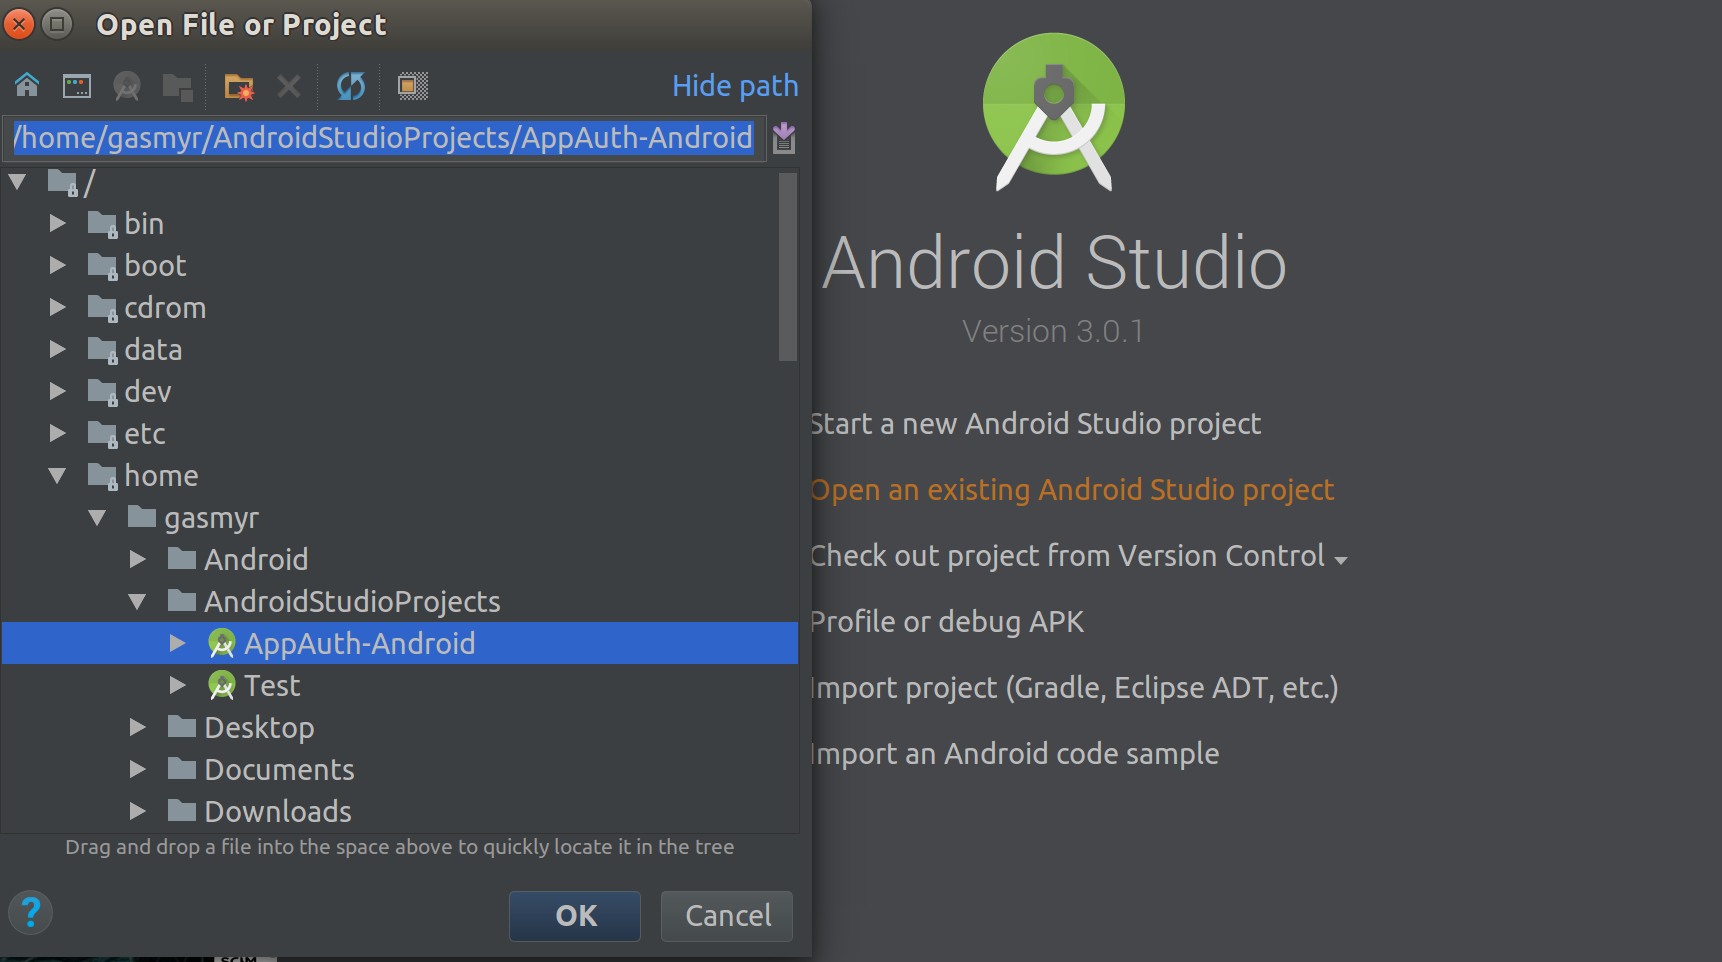 Open File or Project
Hide path
/home/gasmyr/AndroidStudioProjects/AppAuth-Android
/
bin
boot
cdrom
data
dev
etc
home
gasmyr
Android
AndroidStudioProjects
AppAuth-Android
Test
Desktop
Documents
Downloads
Drag and drop a file into the space above to quickly locate it in the tree
?
OK
Cancel
Android Studio
Version 3.0.1
Start a new Android Studio project
Open an existing Android Studio project
Check out project from Version Control
Profile or debug APK
Import project (Gradle, Eclipse ADT, etc.)
Import an Android code sample